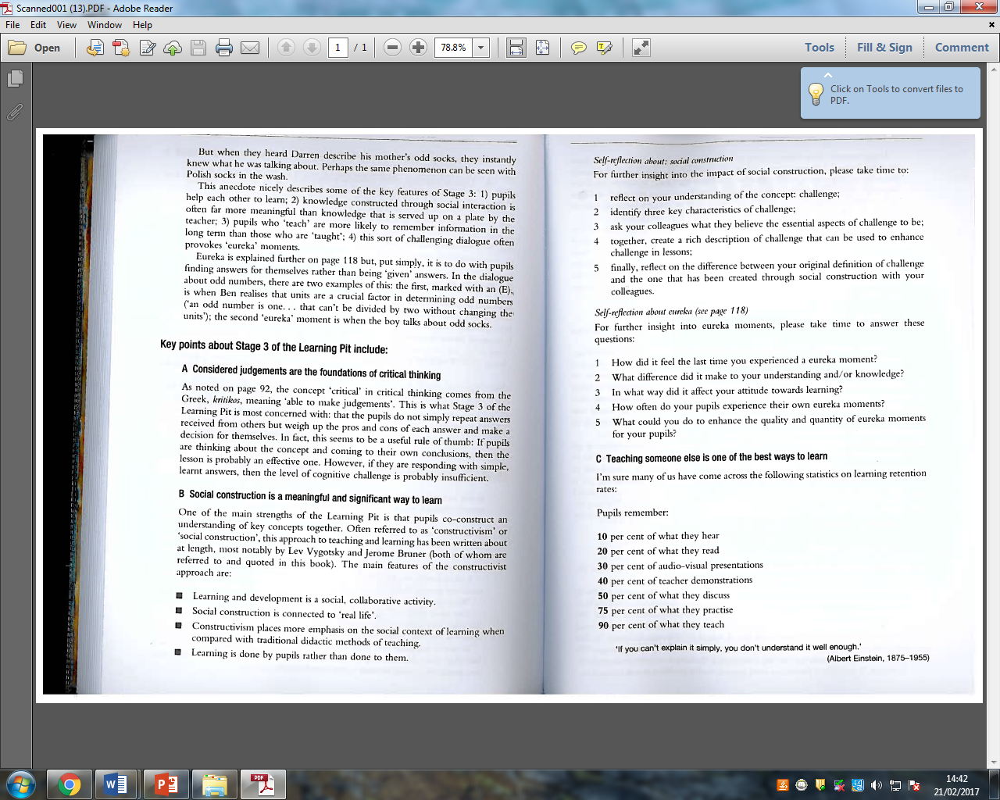 Scanned001 (13).PDF - Adobe Reader
File Edit View Window Help
Open
1 / 1
78.8%
Tools Fill & Sign Comment
Click on Tools to convert files to
PDF.
But when they heard Darren describe his mother's odd socks, they instantly
knew what he was talking about. Perhaps the same phenomenon can be seen with
Polish socks in the wash.
This anecdote nicely describes some of the key features of Stage 3: 1) pupils
help each other to learn; 2) knowledge constructed through social interaction is
often far more meaningful than knowledge that is served up on a plate by the
teacher; 3) pupils who 'teach' are more likely to remember information in the
long term than those who are 'taught'; 4) this sort of challenging dialogue often
provokes 'eureka' moments.
Eureka is explained further on page 118 but, put simply, it is to do with pupils
finding answers for themselves rather than being 'given' answers. In the dialogue
about odd numbers, there are two examples of this: the first, marked with an (E),
is when Ben realises that units are a crucial factor in determining odd numbers
('an odd number is one. . . that can't be divided by two without changing the
units'); the second 'eureka' moment is when the boy talks about odd socks.
Key points about Stage 3 of the Learning Pit include:
A Considered judgements are the foundations of critical thinking
As noted on page 92, the concept 'critical' in critical thinking comes from the
Greek, kritikos, meaning 'able to make judgements'. This is what Stage 3 of the
Learning Pit is most concerned with: that the pupils do not simply repeat answers
received from others but weigh up the pros and cons of each answer and make a
decision for themselves. In fact, this seems to be a useful rule of thumb: If pupils
are thinking about the concept and coming to their own conclusions, then the
lesson is probably an effective one. However, if they are responding with simple,
learnt answers, then the level of cognitive challenge is probably insufficient.
B Social construction is a meaningful and significant way to learn
One of the main strengths of the Learning Pit is that pupils co-construct an
understanding of key concepts together. Often referred to as 'constructivism' or
'social construction', this approach to teaching and learning has been written about
at length, most notably by Lev Vygotsky and Jerome Bruner (both of whom are
referred to and quoted in this book). The main features of the constructivist
approach are:
■ Learning and development is a social, collaborative activity.
■ Social construction is connected to 'real life'.
■ Constructivism places more emphasis on the social context of learning when
compared with traditional didactic methods of teaching.
■ Learning is done by pupils rather than done to them.
Self-reflection about: social construction
For further insight into the impact of social construction, please take time to:
1 reflect on your understanding of the concept: challenge;
2 identify three key characteristics of challenge;
3 ask your colleagues what they believe the essential aspects of challenge to be;
4 together, create a rich description of challenge that can be used to enhance
challenge in lessons;
5 finally, reflect on the difference between your original definition of challenge
and the one that has been created through social construction with your
colleagues.
Self-reflection about eureka (see page 118)
For further insight into eureka moments, please take time to answer these
questions:
1 How did it feel the last time you experienced a eureka moment?
2 What difference did it make to your understanding and/or knowledge?
3 In what way did it affect your attitude towards learning?
4 How often do your pupils experience their own eureka moments?
5 What could you do to enhance the quality and quantity of eureka moments
for your pupils?
C Teaching someone else is one of the best ways to learn
I'm sure many of us have come across the following statistics on learning retention
rates:
Pupils remember:
10 per cent of what they hear
20 per cent of what they read
30 per cent of audio-visual presentations
40 per cent of teacher demonstrations
50 per cent of what they discuss
75 per cent of what they practise
90 per cent of what they teach
'If you can't explain it simply, you don't understand it well enough.'
(Albert Einstein, 1875–1955)
14:42
21/02/2017